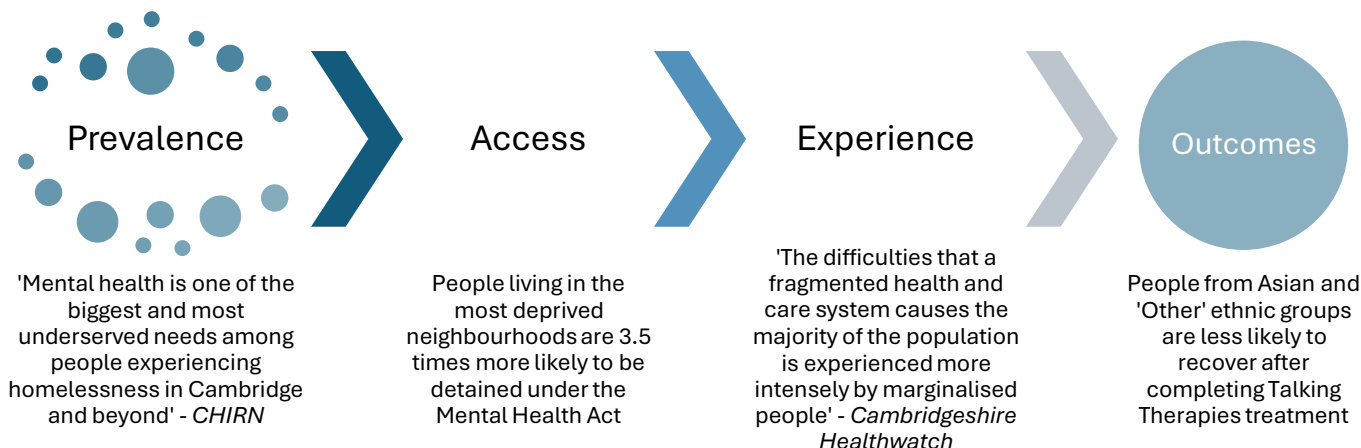 Prevalence
Access
Experience
Outcomes
'Mental health is one of the
biggest and most
underserved needs among
people experiencing
homelessness in Cambridge
and beyond' - CHIRN
People living in the
most deprived
neighbourhoods are 3.5
times more likely to be
detained under the
Mental Health Act
'The difficulties that a
fragmented health and
care system causes the
majority of the population
is experienced more
intensely by marginalised
people' - Cambridgeshire
Healthwatch
People from Asian and
'Other' ethnic groups
are less likely to
recover after
completing Talking
Therapies treatment